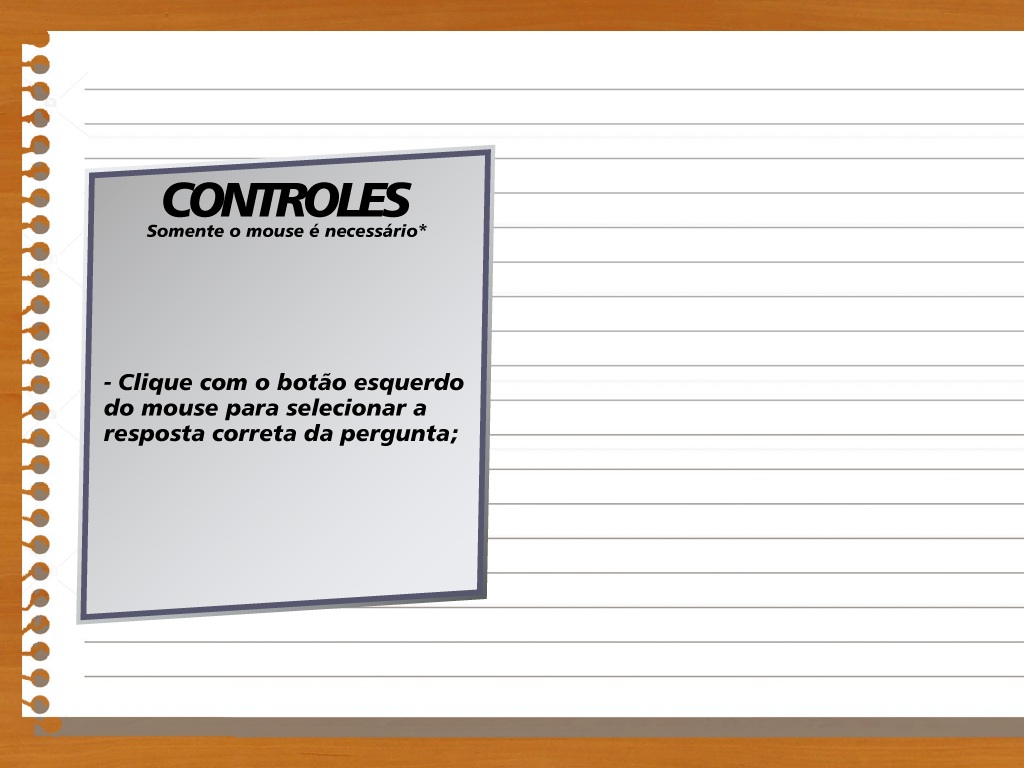 CONTROLES
Somente o mouse é necessário*
- Clique com o botão esquerdo
do mouse para selecionar a
resposta correta da pergunta;